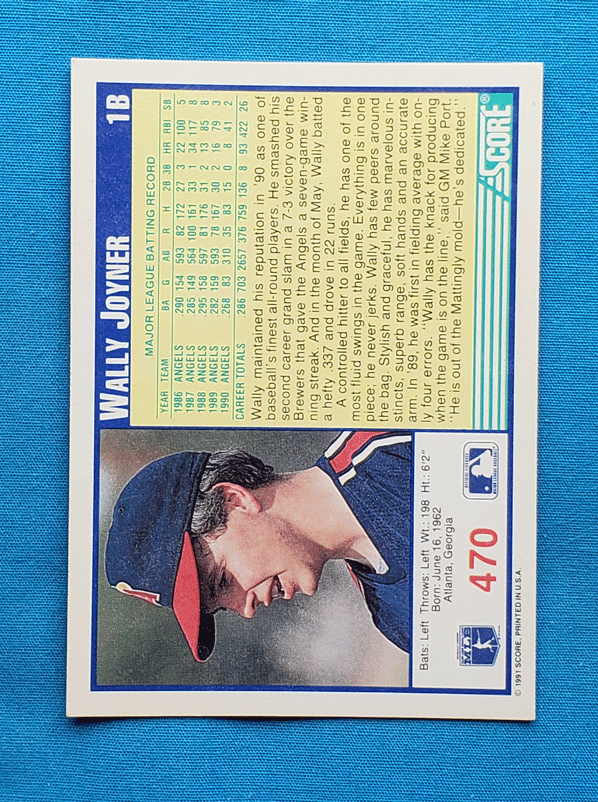 WALLY JOYNER 1B
MAJOR LEAGUE BATTING RECORD
YEAR TEAM BA G AB R H 2B 3B HR RBI SB
1986 ANGELS 290 154 593 82 172 27 3 22 100 5
1987 ANGELS 285 149 564 100 161 33 1 34 117 8
1988 ANGELS 295 158 597 81 176 31 2 13 85 8
1989 ANGELS 282 159 593 78 167 30 2 16 79 3
1990 ANGELS 268 83 310 35 83 15 0 8 41 2
CAREER TOTALS 286 703 2657 376 759 136 8 93 422 26
Wally maintained his reputation in '90 as one of
baseball's finest all-round players. He smashed his
second career grand slam in a 7-3 victory over the
Brewers that gave the Angels a seven-game win-
ning streak. And in the month of May, Wally batted
a hefty .337 and drove in 22 runs.
A controlled hitter to all fields, he has one of the
most fluid swings in the game. Everything is in one
piece; he never jerks. Wally has few peers around
the bag. Stylish and graceful, he has marvelous in-
stincts, superb range, soft hands and an accurate
arm. In '89, he was first in fielding average with on-
ly four errors. "Wally has the knack for producing
when the game is on the line," said GM Mike Port.
"He is out of the Mattingly mold—he's dedicated."
SCORE®
Bats: Left Throws: Left Wt.: 198 Ht.: 6'2"
Born: June 16, 1962
Atlanta, Georgia
470
© 1991 SCORE, PRINTED IN U.S.A.